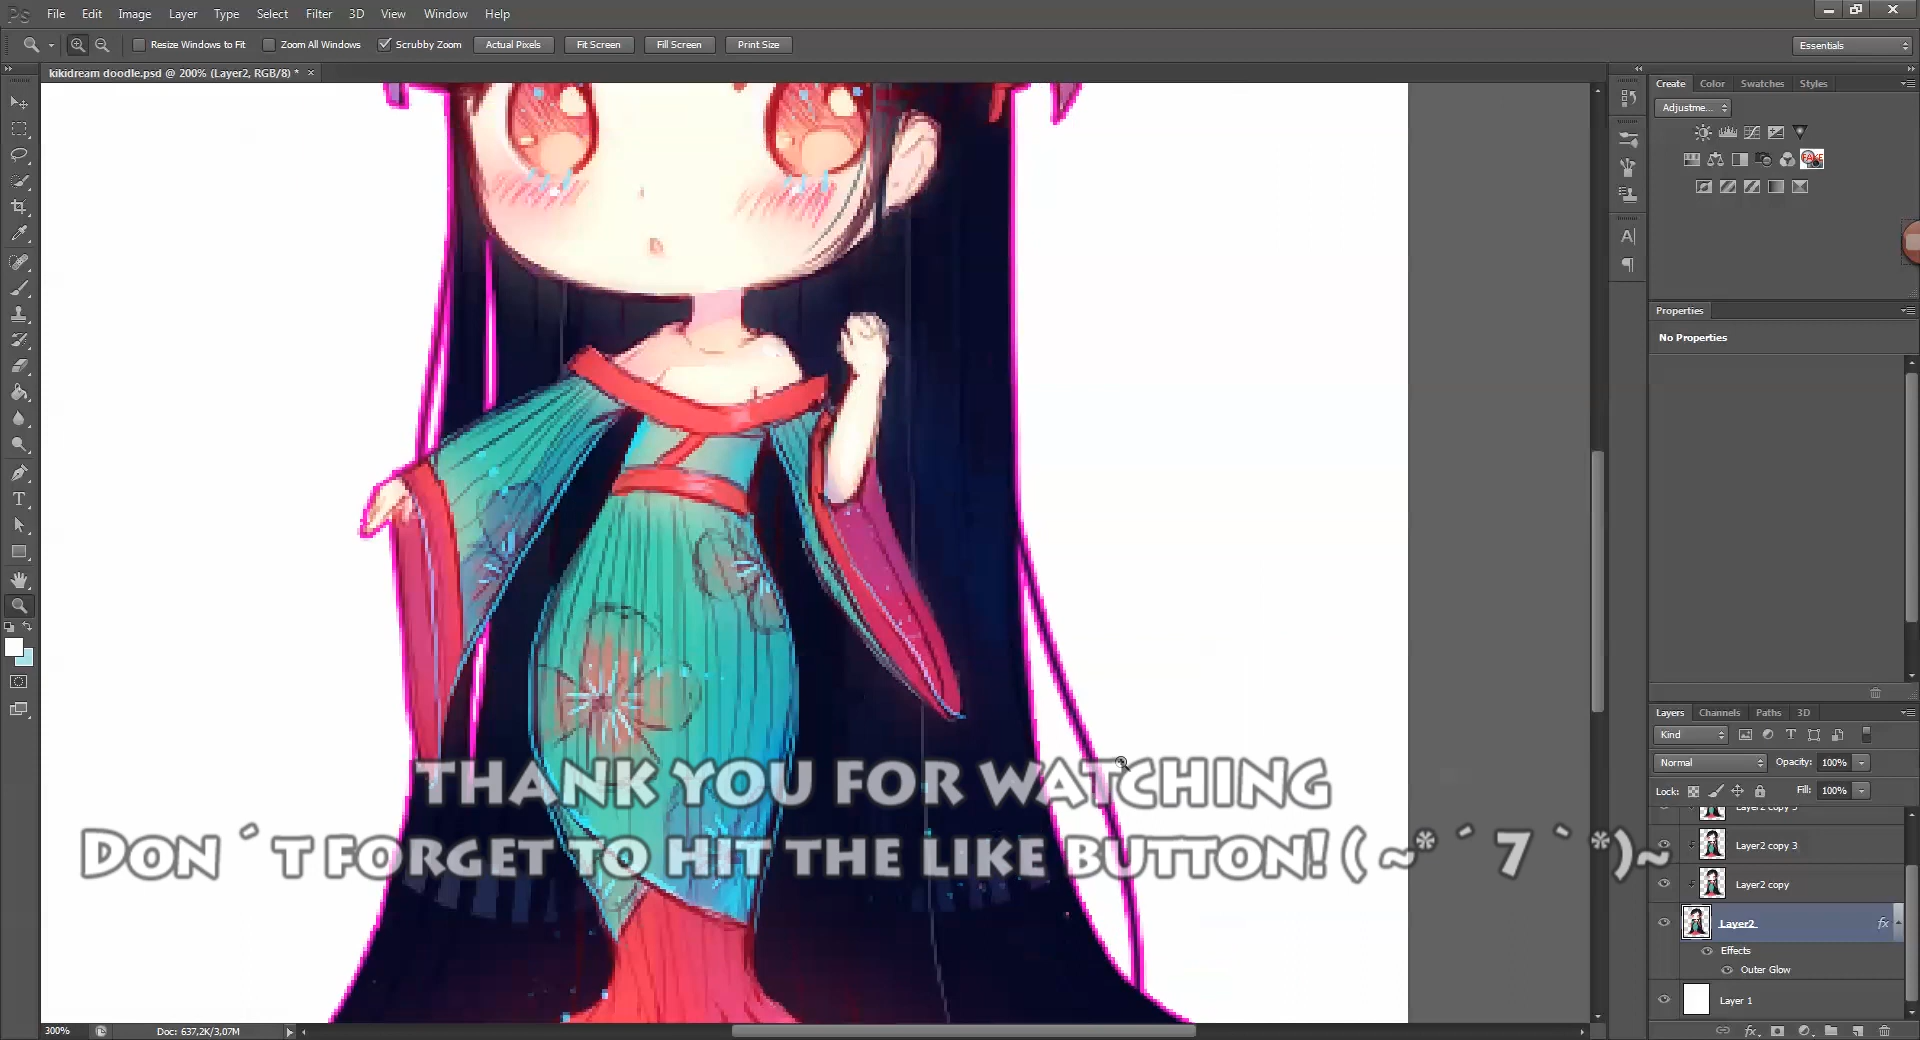 Ps File Edit Image Layer Type Select Filter 3D View Window Help
Resize Windows to Fit Zoom All Windows Scrubby Zoom Actual Pixels Fit Screen Fill Screen Print Size Essentials
kikidream doodle.psd @ 200% (Layer2, RGB/8) * ×
Create Color Swatches Styles
Adjustme...
FAKE
Properties
No Properties
THANK YOU FOR WATCHING
DON´T FORGET TO HIT THE LIKE BUTTON! ( ~*´ 7 `*)~
Layers Channels Paths 3D
Kind
Normal Opacity: 100%
Lock: Fill: 100%
Layer2 copy 3
Layer2 copy
Layer2 fx
Effects
Outer Glow
Layer 1
300% Doc: 637,2K/3,07M